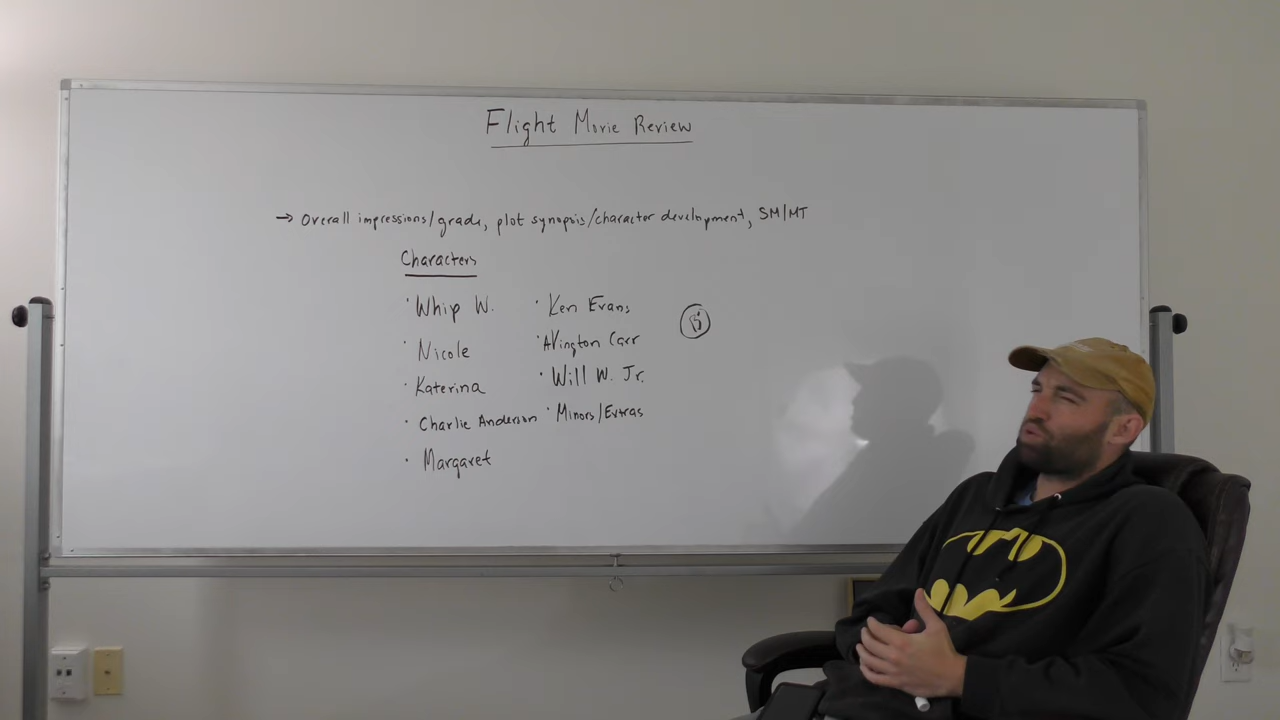 Flight Movie Review
→ Overall impressions/grade, plot synopsis/character development, SM/MT
Characters
· Whip W.
· Nicole
· Katerina
· Charlie Anderson
· Margaret
· Ken Evans
· Avington Carr
· Will W. Jr.
· Minors/Extras
B